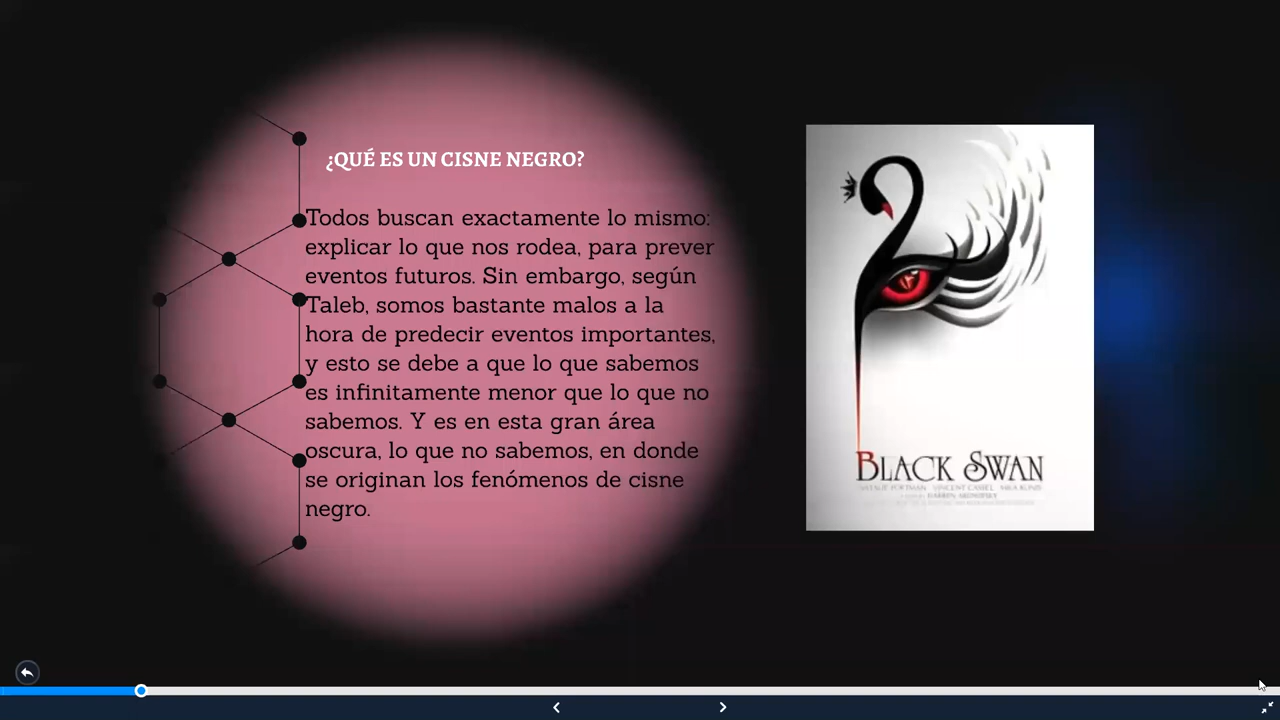 ¿QUÉ ES UN CISNE NEGRO?
Todos buscan exactamente lo mismo:
explicar lo que nos rodea, para prever
eventos futuros. Sin embargo, según
Taleb, somos bastante malos a la
hora de predecir eventos importantes,
y esto se debe a que lo que sabemos
es infinitamente menor que lo que no
sabemos. Y es en esta gran área
oscura, lo que no sabemos, en donde
se originan los fenómenos de cisne
negro.
BLACK SWAN
NATALIE PORTMAN VINCENT CASSEL MILA KUNIS
DARREN ARONOFSKY